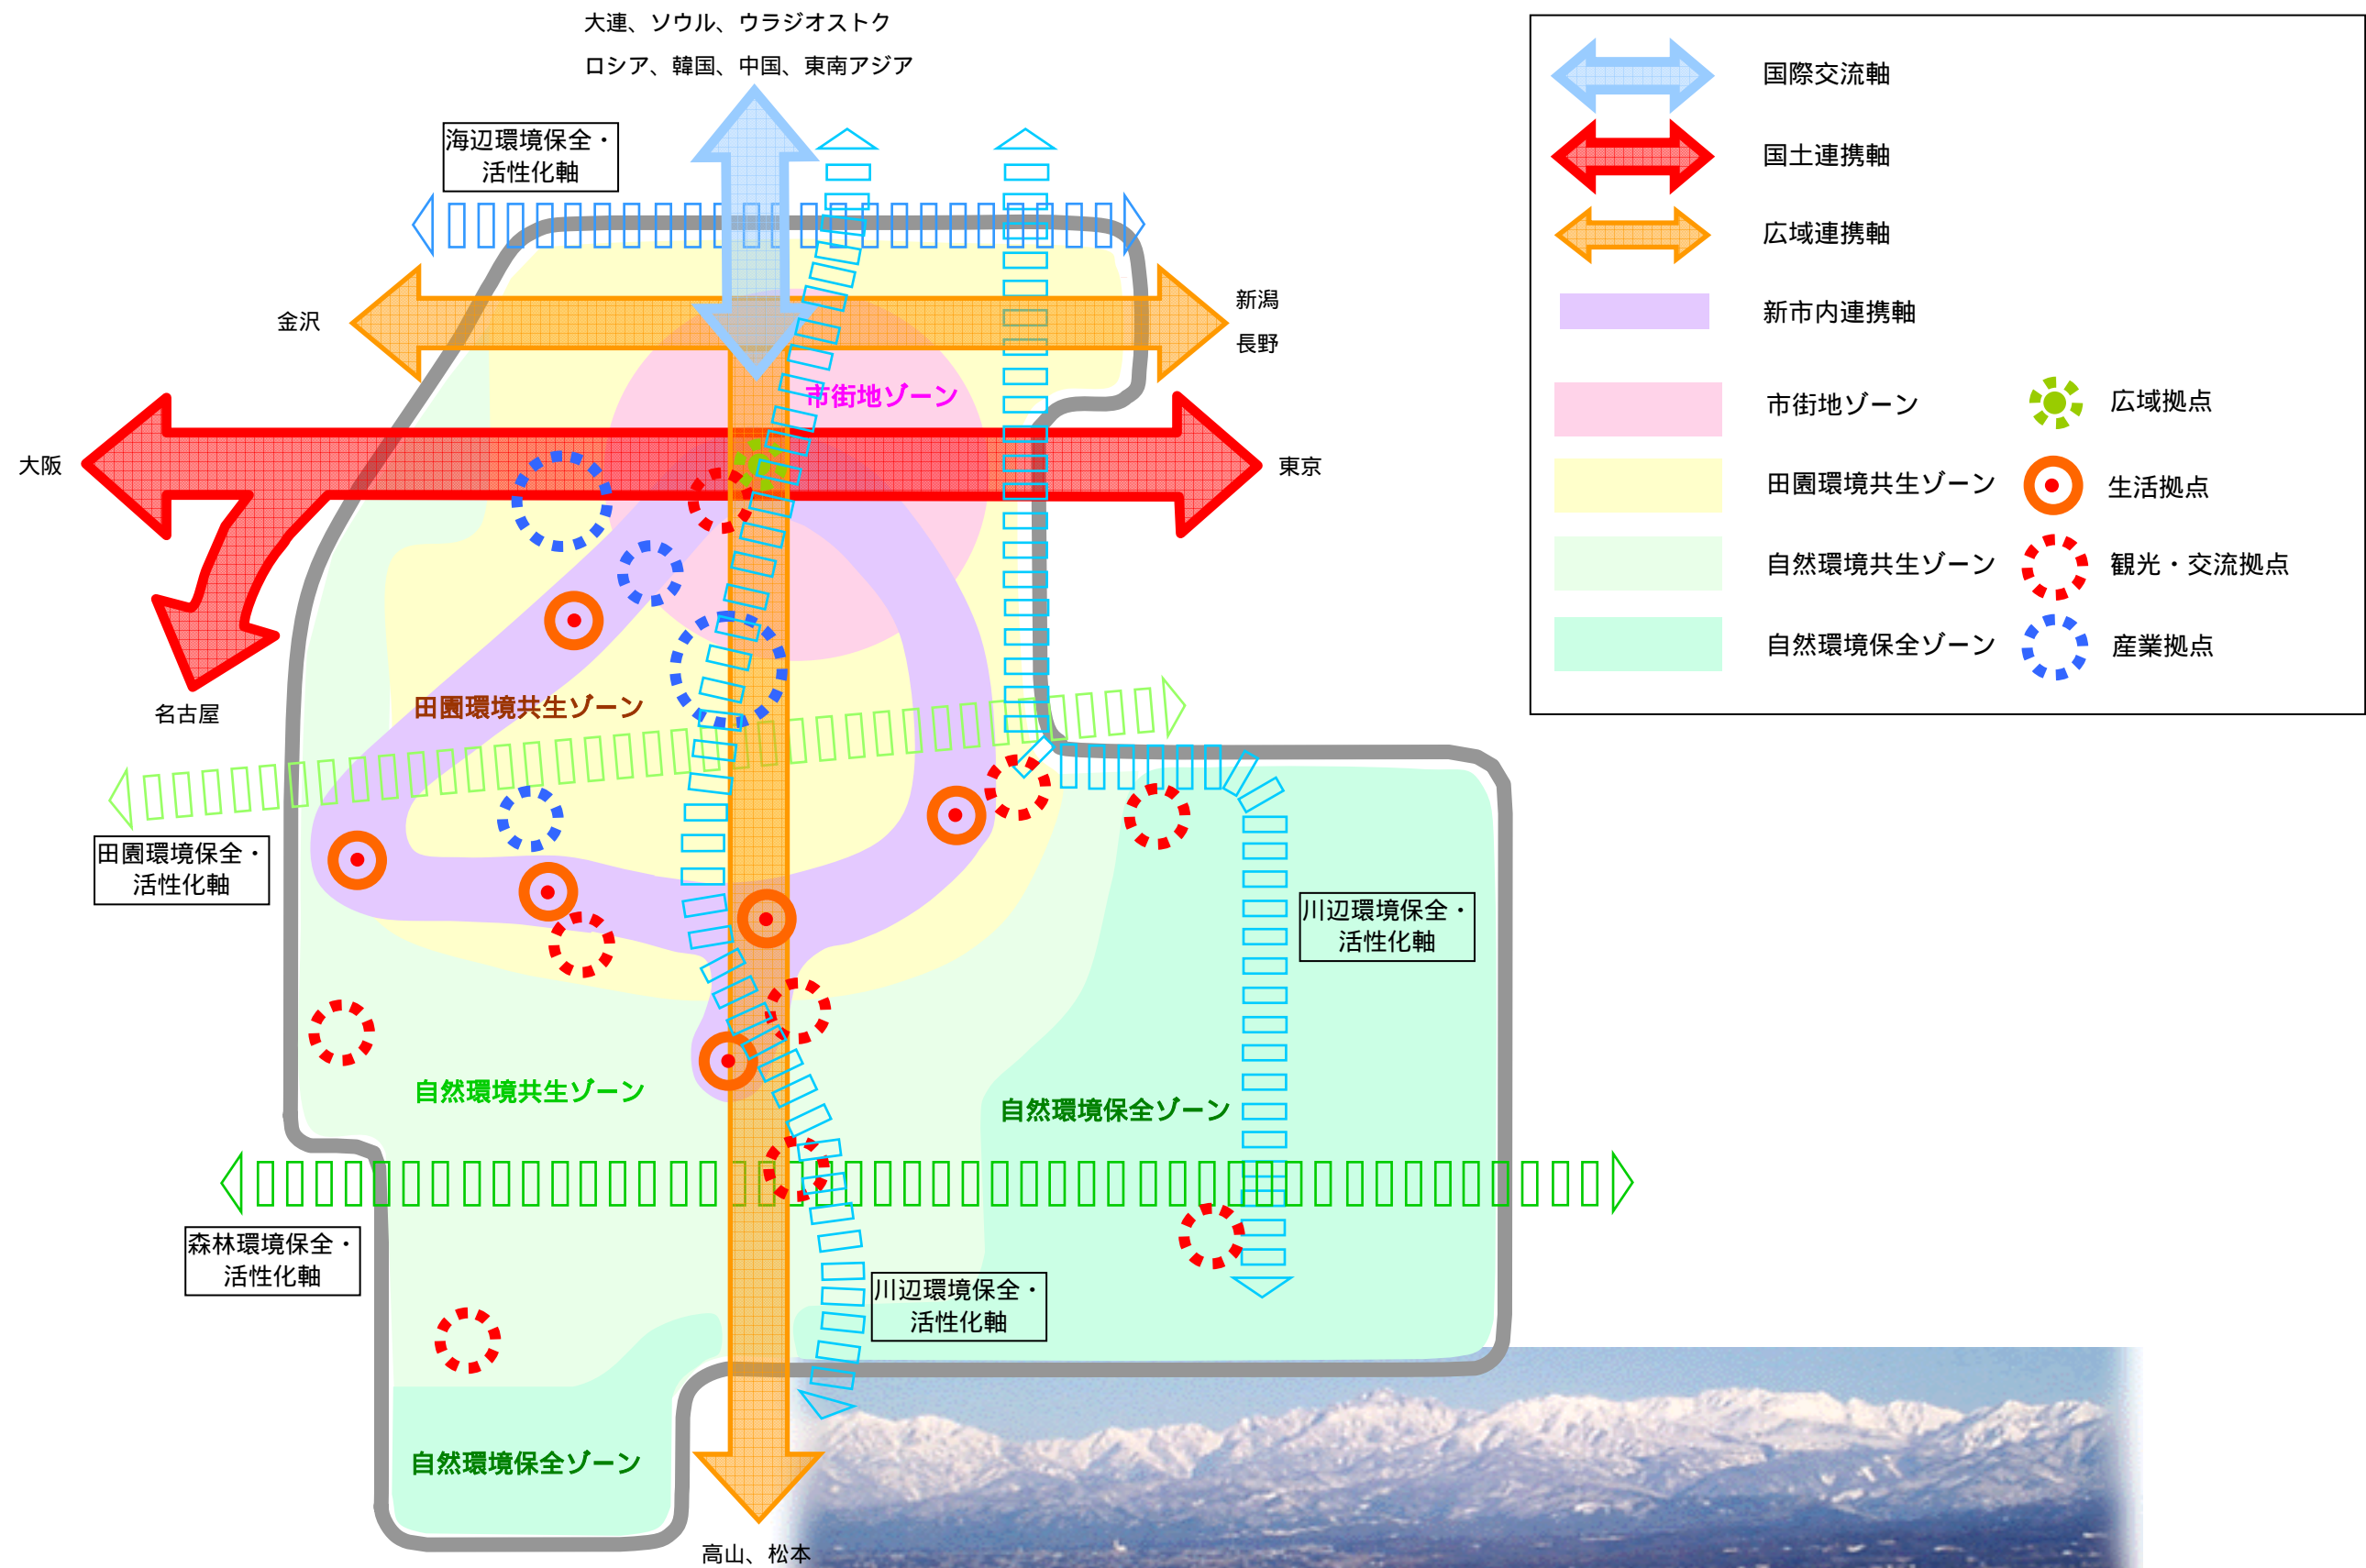 大連、ソウル、ウラジオストク
ロシア、韓国、中国、東南アジア
海辺環境保全・
活性化軸
金沢
新潟
長野
市街地ゾーン
大阪
東京
名古屋
田園環境共生ゾーン
田園環境保全・
活性化軸
川辺環境保全・
活性化軸
自然環境共生ゾーン
自然環境保全ゾーン
森林環境保全・
活性化軸
川辺環境保全・
活性化軸
自然環境保全ゾーン
高山、松本
国際交流軸
国土連携軸
広域連携軸
新市内連携軸
市街地ゾーン
広域拠点
田園環境共生ゾーン
生活拠点
自然環境共生ゾーン
観光・交流拠点
自然環境保全ゾーン
産業拠点